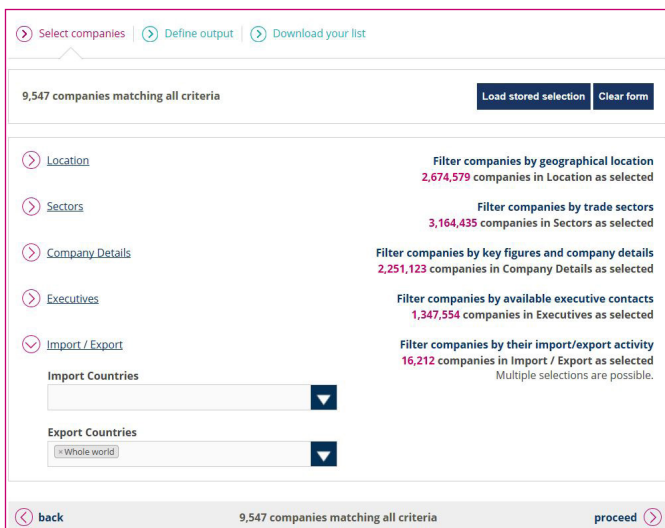 Select companies Define output Download your list
9,547 companies matching all criteria Load stored selection Clear form
Location Filter companies by geographical location
2,674,579 companies in Location as selected
Sectors Filter companies by trade sectors
3,164,435 companies in Sectors as selected
Company Details Filter companies by key figures and company details
2,251,123 companies in Company Details as selected
Executives Filter companies by available executive contacts
1,347,554 companies in Executives as selected
Import / Export Filter companies by their import/export activity
16,212 companies in Import / Export as selected
Import Countries Multiple selections are possible.
Export Countries
×Whole world
back 9,547 companies matching all criteria proceed